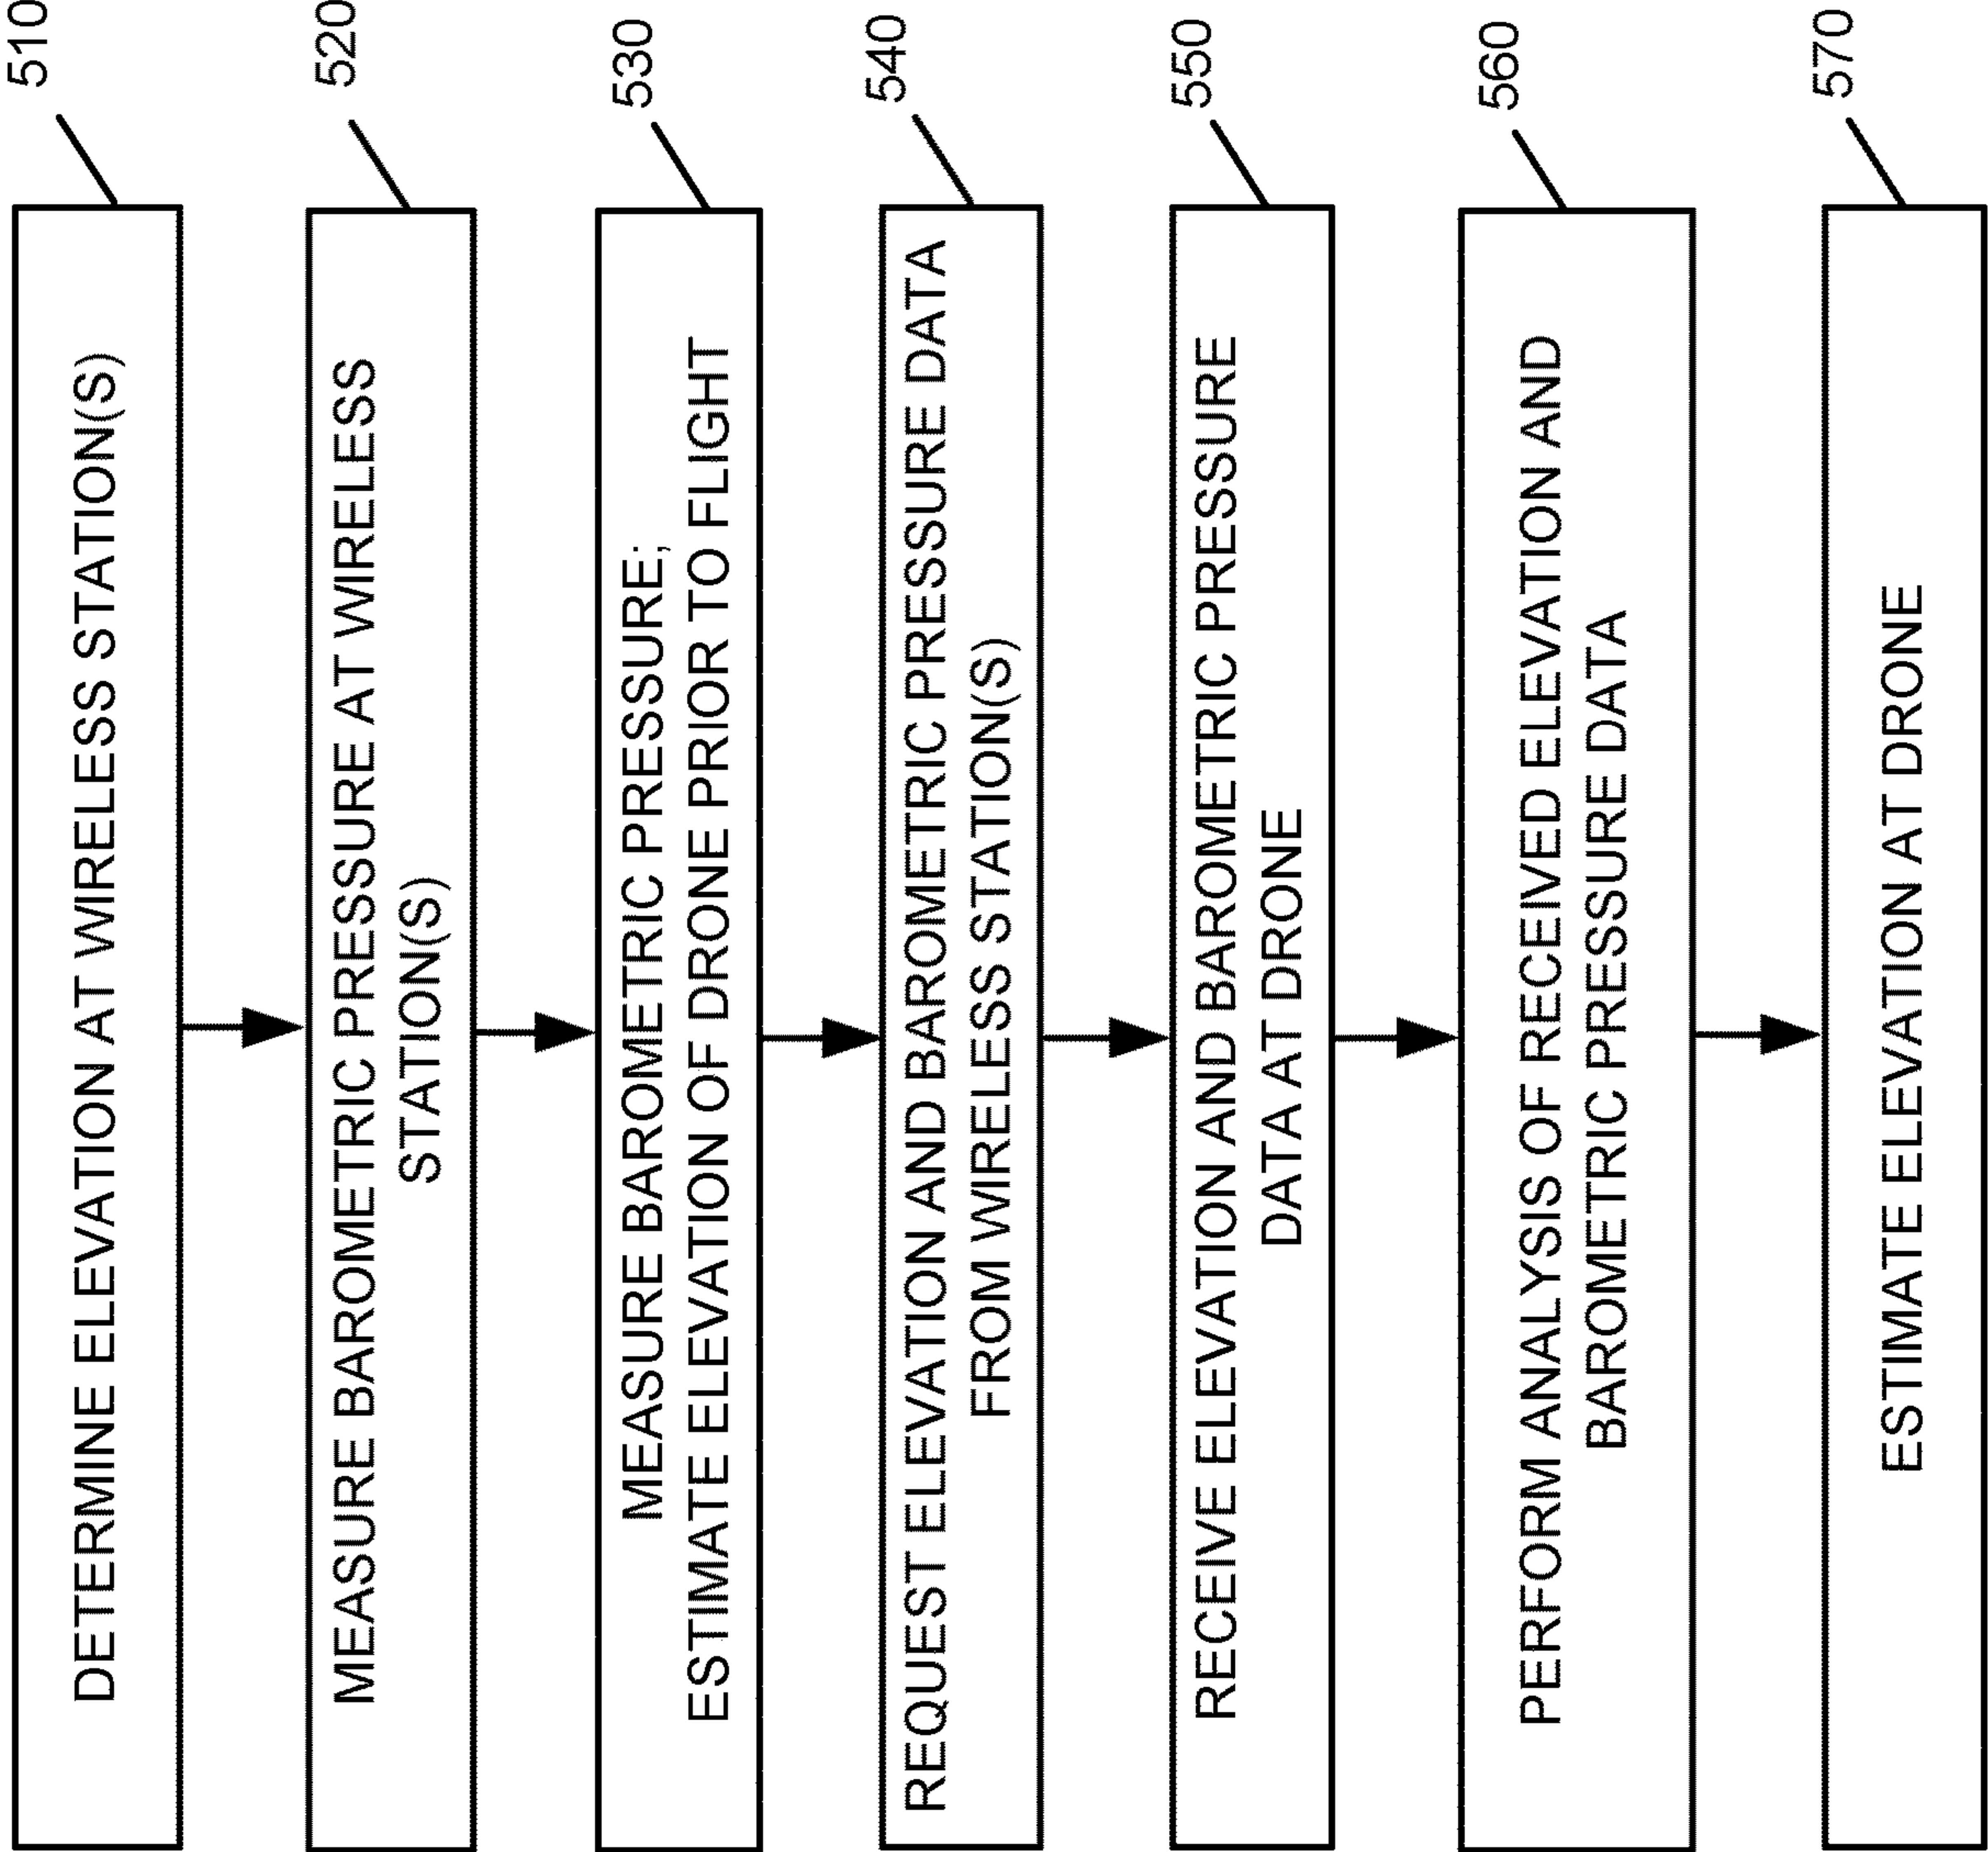 510
DETERMINE ELEVATION AT WIRELESS STATION(S)
520
MEASURE BAROMETRIC PRESSURE AT WIRELESS
STATION(S)
530
MEASURE BAROMETRIC PRESSURE;
ESTIMATE ELEVATION OF DRONE PRIOR TO FLIGHT
540
REQUEST ELEVATION AND BAROMETRIC PRESSURE DATA
FROM WIRELESS STATION(S)
550
RECEIVE ELEVATION AND BAROMETRIC PRESSURE
DATA AT DRONE
560
PERFORM ANALYSIS OF RECEIVED ELEVATION AND
BAROMETRIC PRESSURE DATA
570
ESTIMATE ELEVATION AT DRONE